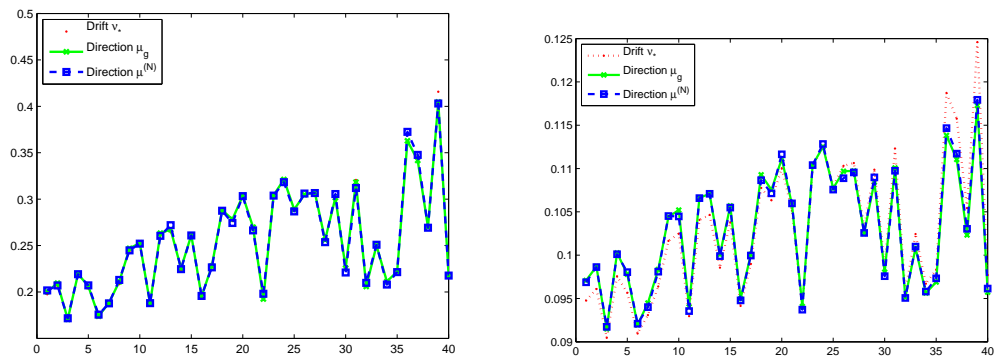 0.5
0.45
0.4
0.35
0.3
0.25
0.2
0 5 10 15 20 25 30 35 40
Drift ν*
Direction μg
Direction μ(N)
0.125
0.12
0.115
0.11
0.105
0.1
0.095
0.09
0 5 10 15 20 25 30 35 40
Drift ν*
Direction μg
Direction μ(N)